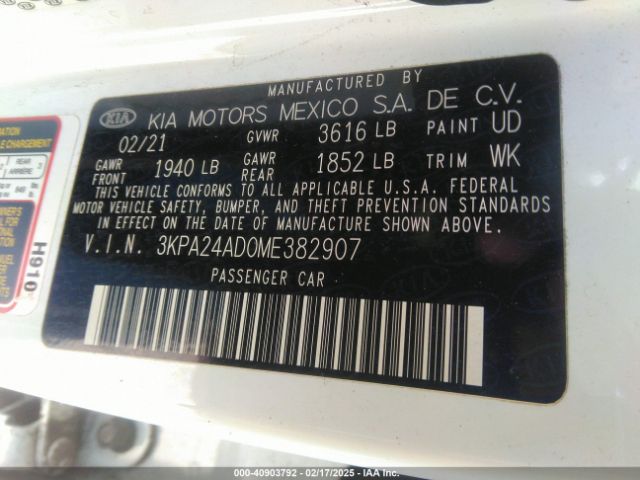 MANUFACTURED BY
KIA KIA MOTORS MEXICO S.A. DE C.V.
02/21 GVWR 3616 LB PAINT UD
GAWR FRONT 1940 LB GAWR REAR 1852 LB TRIM WK
THIS VEHICLE CONFORMS TO ALL APPLICABLE U.S.A. FEDERAL
MOTOR VEHICLE SAFETY, BUMPER, AND THEFT PREVENTION STANDARDS
IN EFFECT ON THE DATE OF MANUFACTURE SHOWN ABOVE.
V.I.N. 3KPA24AD0ME382907
PASSENGER CAR
CHARGEMENT
REAR
ARRIERE
H910
000-40903792 - 02/17/2025 - IAA Inc.